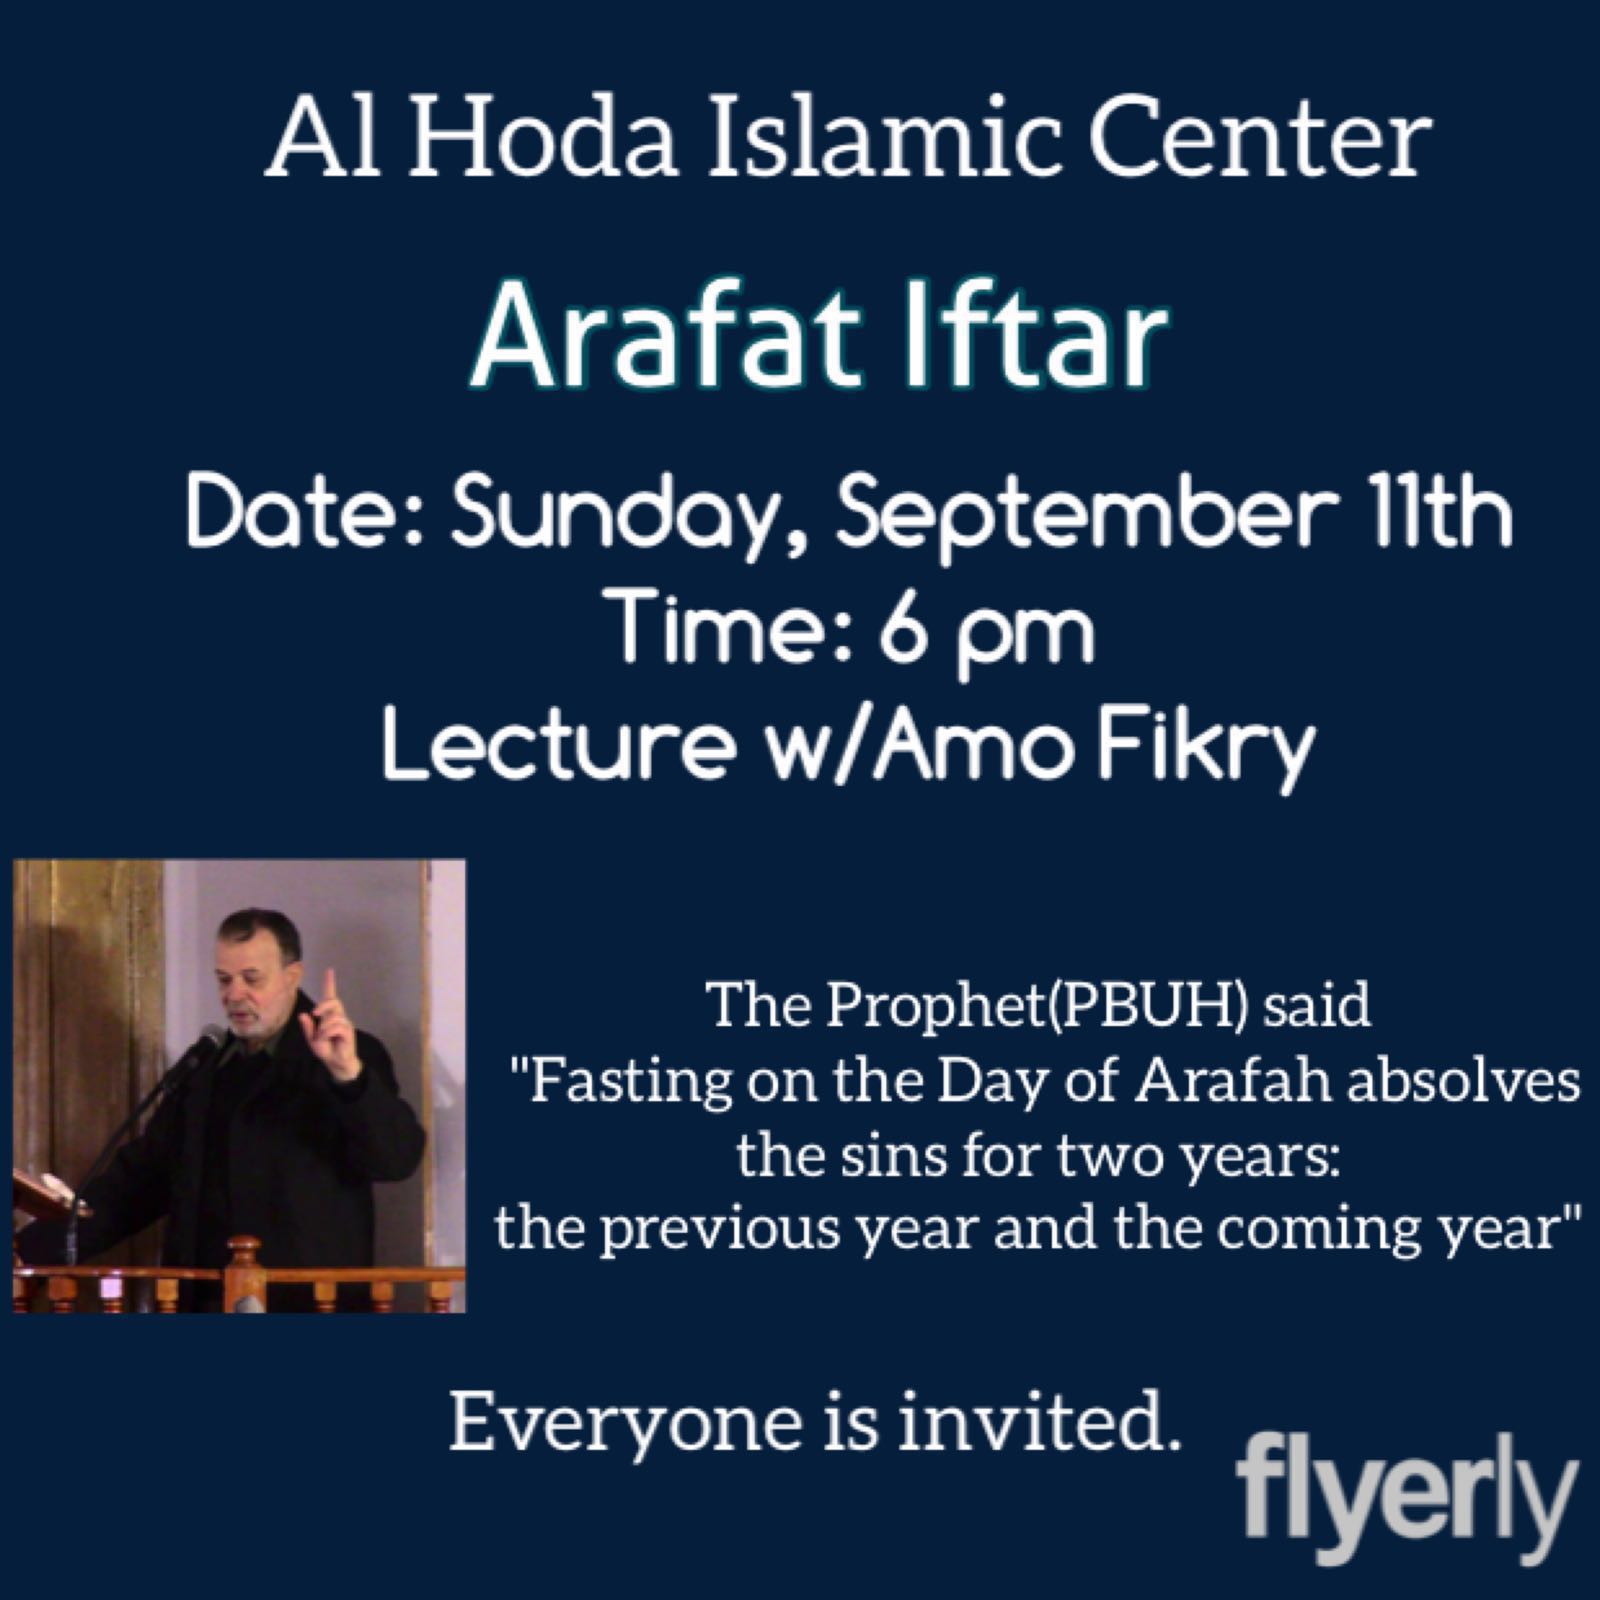 Al Hoda Islamic Center
Arafat Iftar
Date: Sunday, September 11th
Time: 6 pm
Lecture w/Amo Fikry
The Prophet(PBUH) said
"Fasting on the Day of Arafah absolves
the sins for two years:
the previous year and the coming year"
Everyone is invited.
flyerly